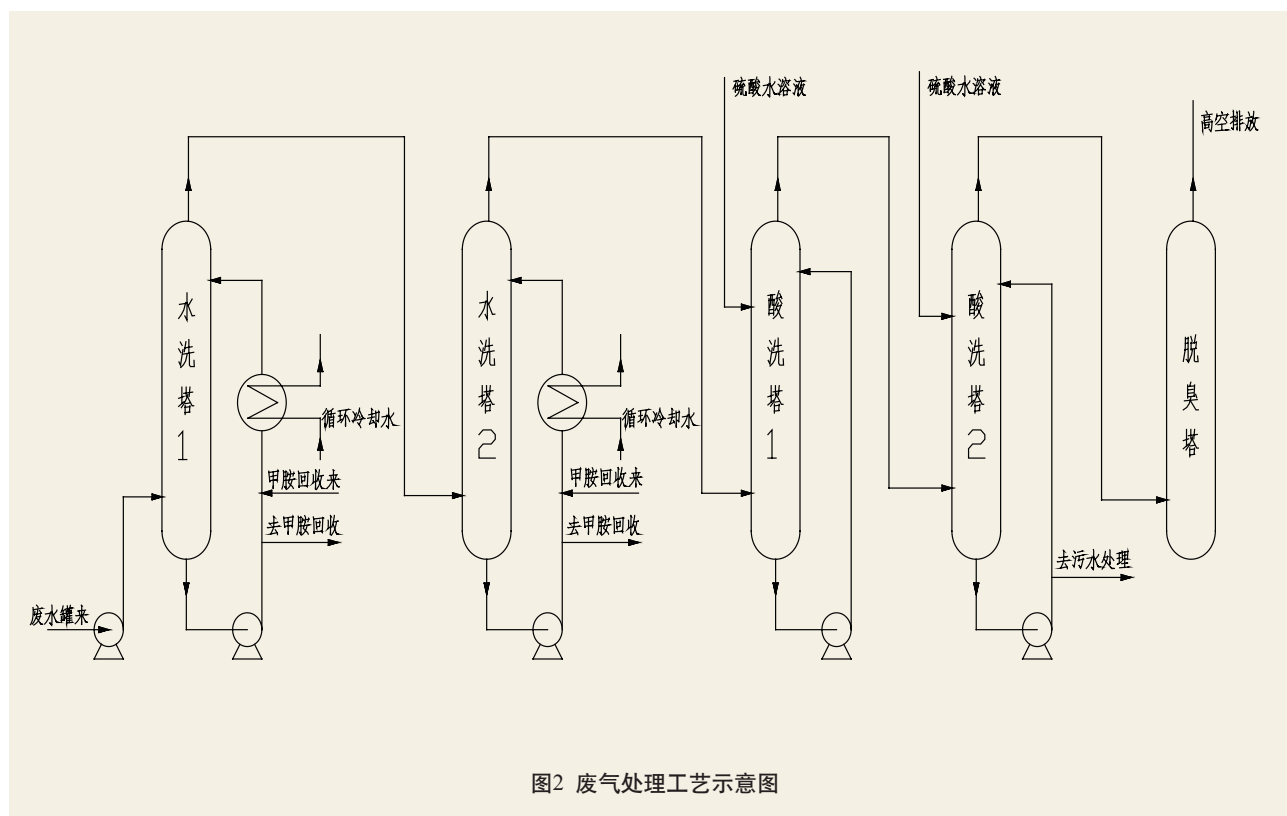 硫酸水溶液
硫酸水溶液
高空排放
水洗塔1
水洗塔2
酸洗塔1
酸洗塔2
脱臭塔
循环冷却水
循环冷却水
甲胺回收来
甲胺回收来
去甲胺回收
去甲胺回收
去污水处理
废水罐来
图2 废气处理工艺示意图